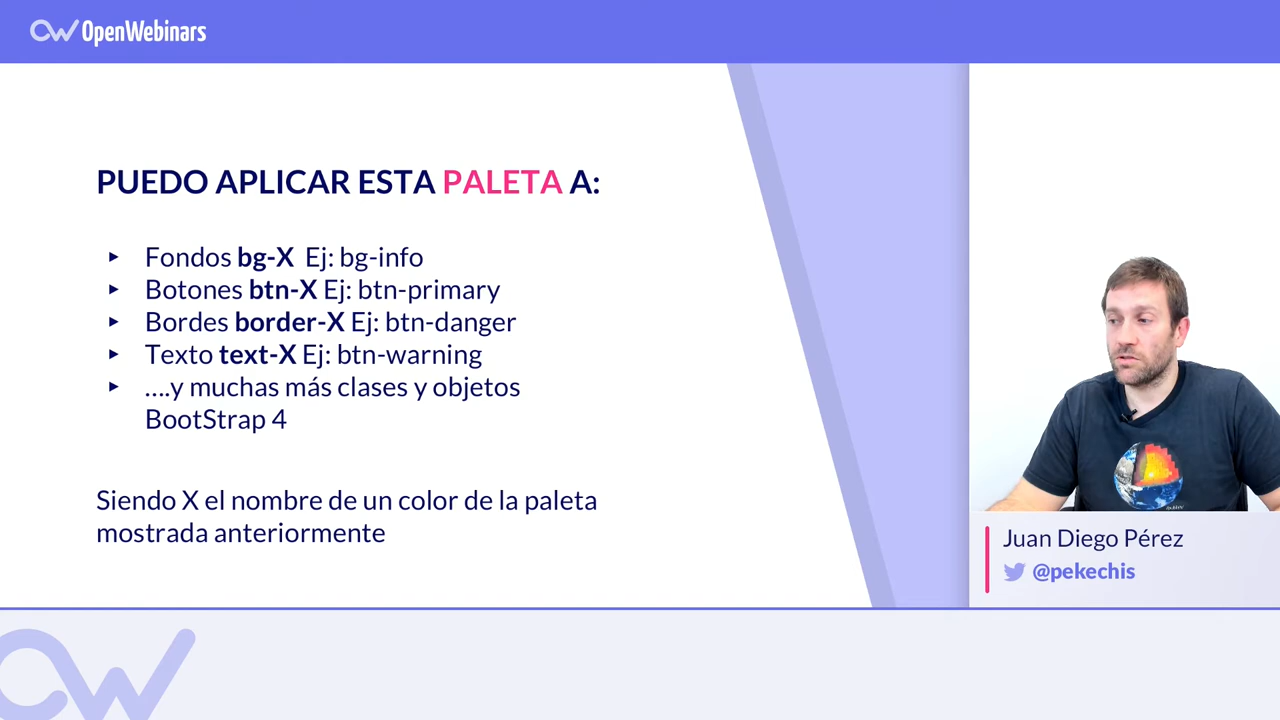 OpenWebinars
PUEDO APLICAR ESTA PALETA A:
▸ Fondos bg-X Ej: bg-info
▸ Botones btn-X Ej: btn-primary
▸ Bordes border-X Ej: btn-danger
▸ Texto text-X Ej: btn-warning
▸ ....y muchas más clases y objetos
BootStrap 4
Siendo X el nombre de un color de la paleta
mostrada anteriormente
Juan Diego Pérez
@pekechis